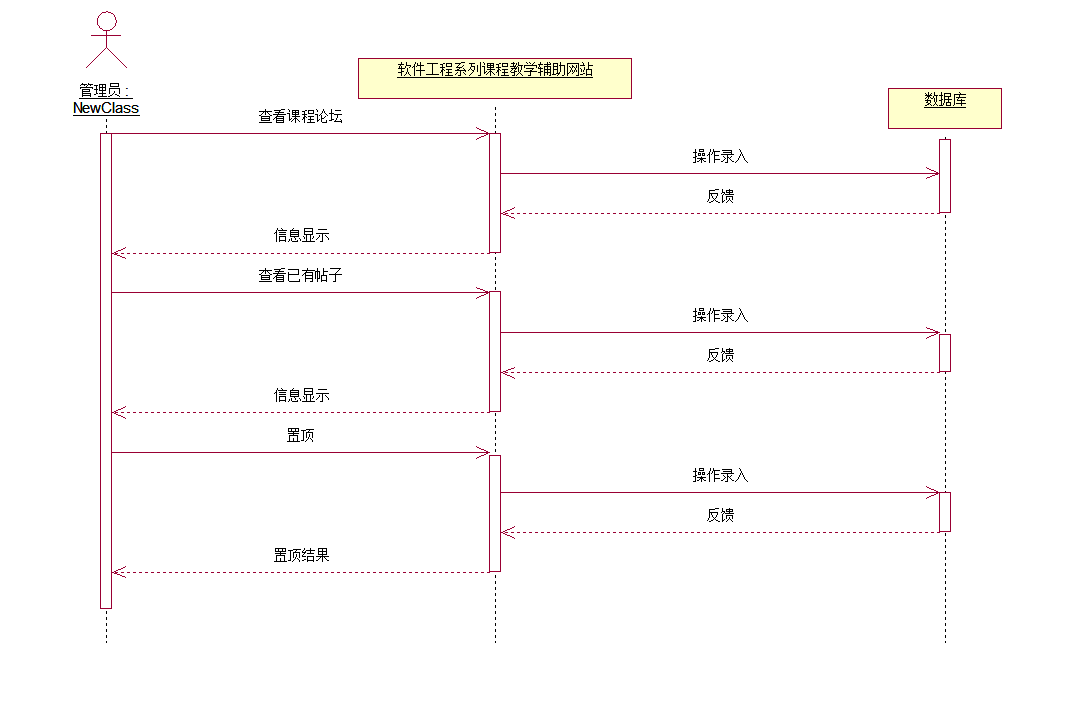 软件工程系列课程教学辅助网站
管理员 :
NewClass
数据库
查看课程论坛
操作录入
反馈
信息显示
查看已有帖子
操作录入
反馈
信息显示
置顶
操作录入
反馈
置顶结果